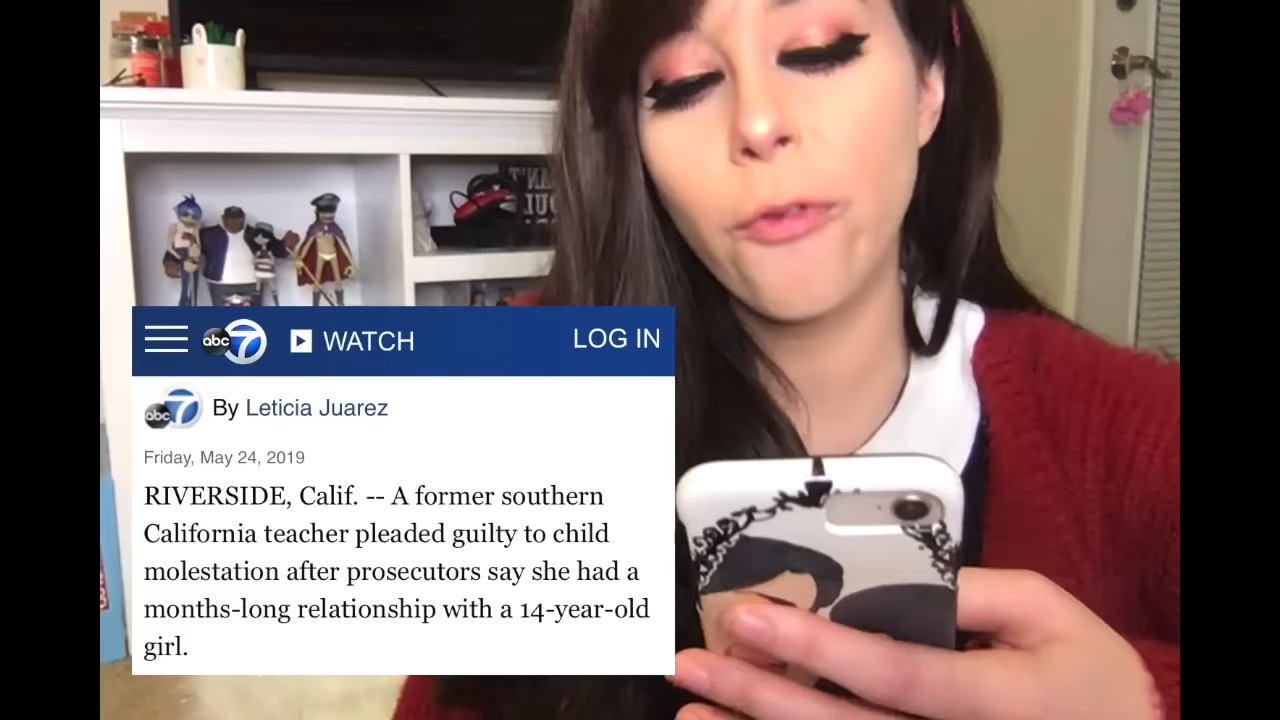 abc 7 WATCH LOG IN
abc 7 By Leticia Juarez
Friday, May 24, 2019
RIVERSIDE, Calif. -- A former southern
California teacher pleaded guilty to child
molestation after prosecutors say she had a
months-long relationship with a 14-year-old
girl.